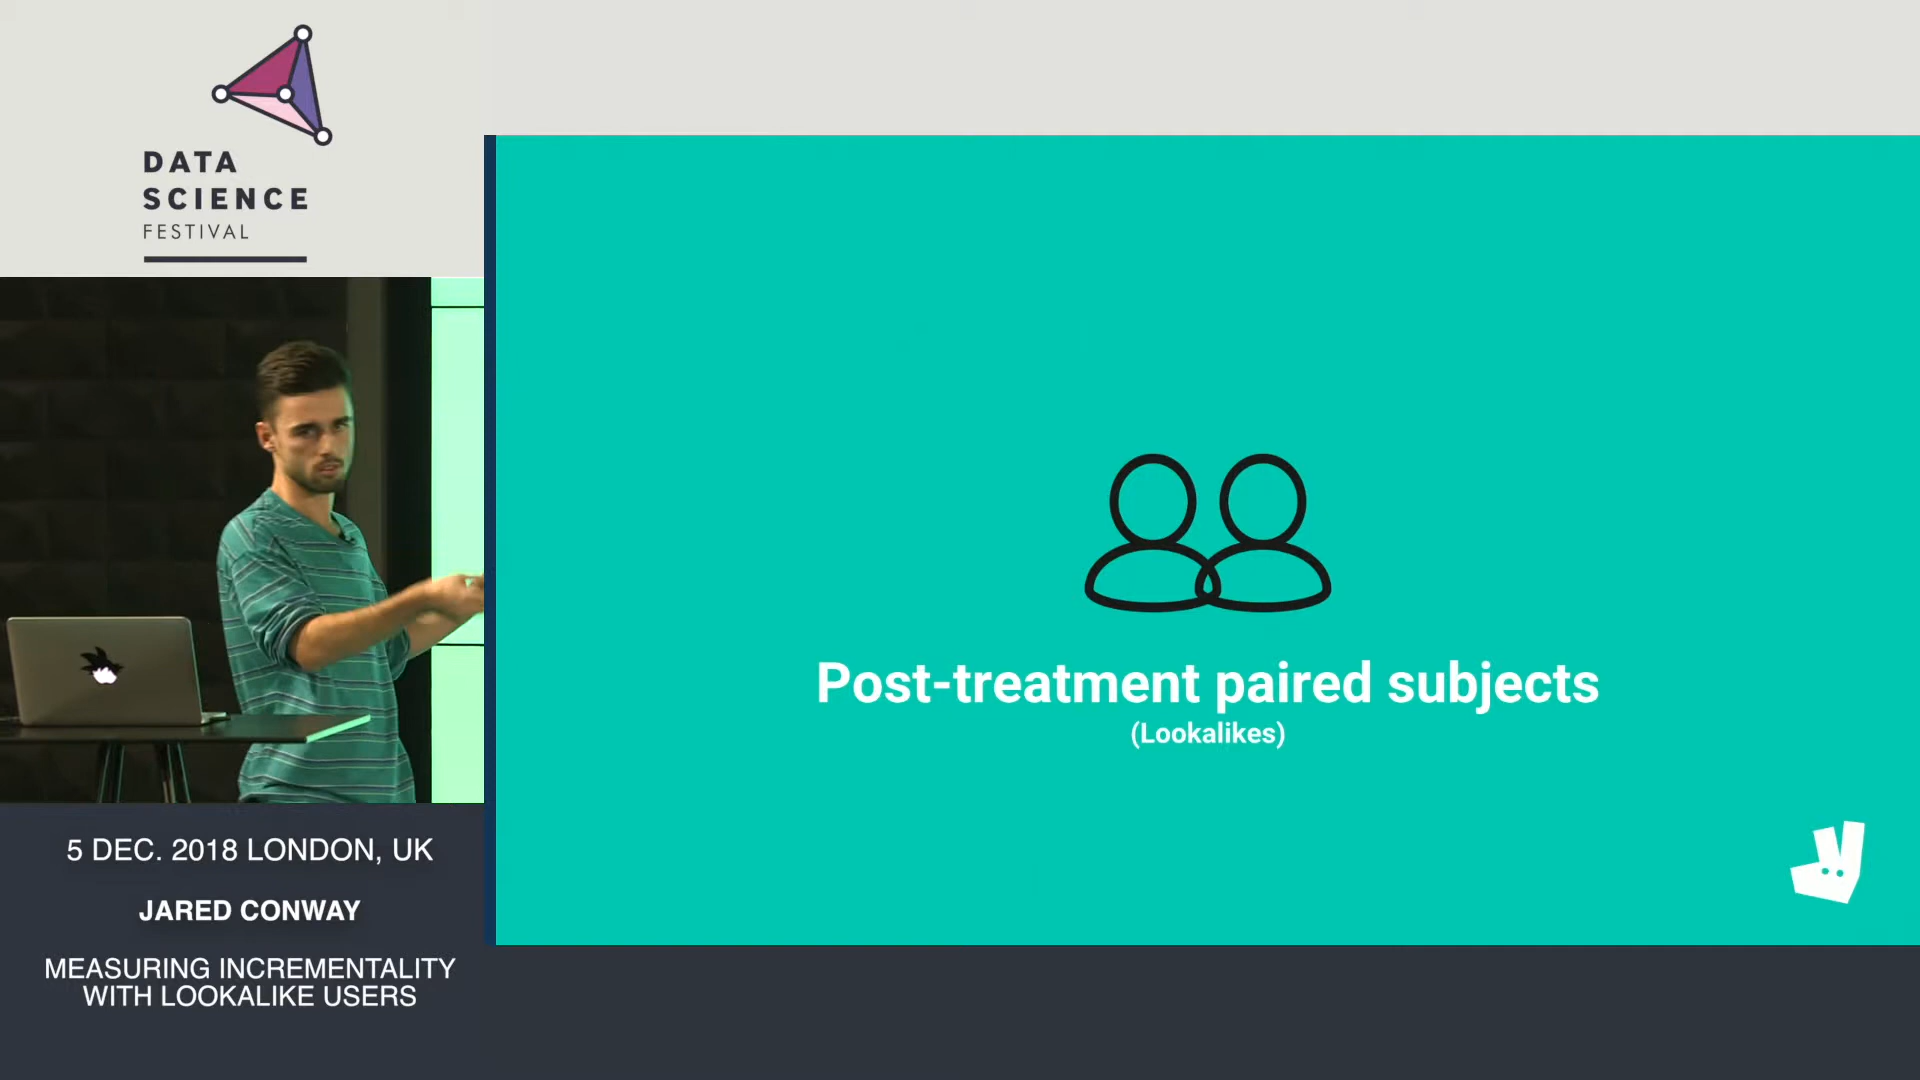 DATA
SCIENCE
FESTIVAL
Post-treatment paired subjects
(Lookalikes)
5 DEC. 2018 LONDON, UK
JARED CONWAY
MEASURING INCREMENTALITY
WITH LOOKALIKE USERS